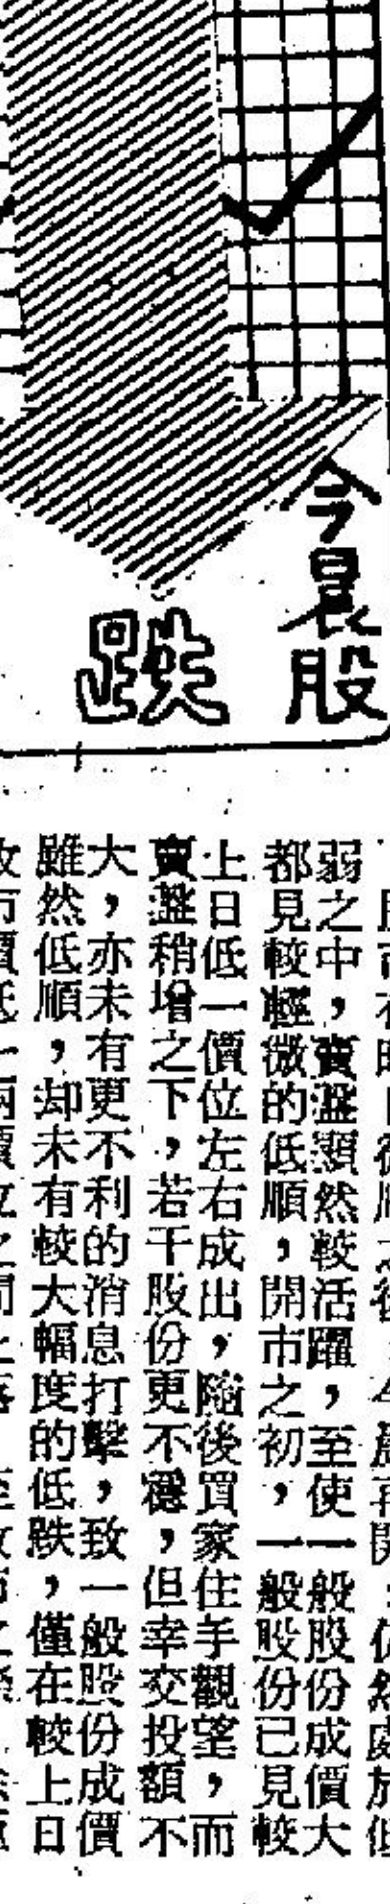 今晨股
跌
弱之中，賣盤顯然較活躍，至使一般股份成價大
都見較輕微的低順，開市之初，一般股份已見較
上日低一價位左右成出，隨後買家住手觀望，而
賣盤稍增之下，若干股份更不穩，但幸交投額不
大，亦未有更不利的消息打擊，致一般股份成價
雖然低順，却未有較大幅度的低跌，僅在較上日